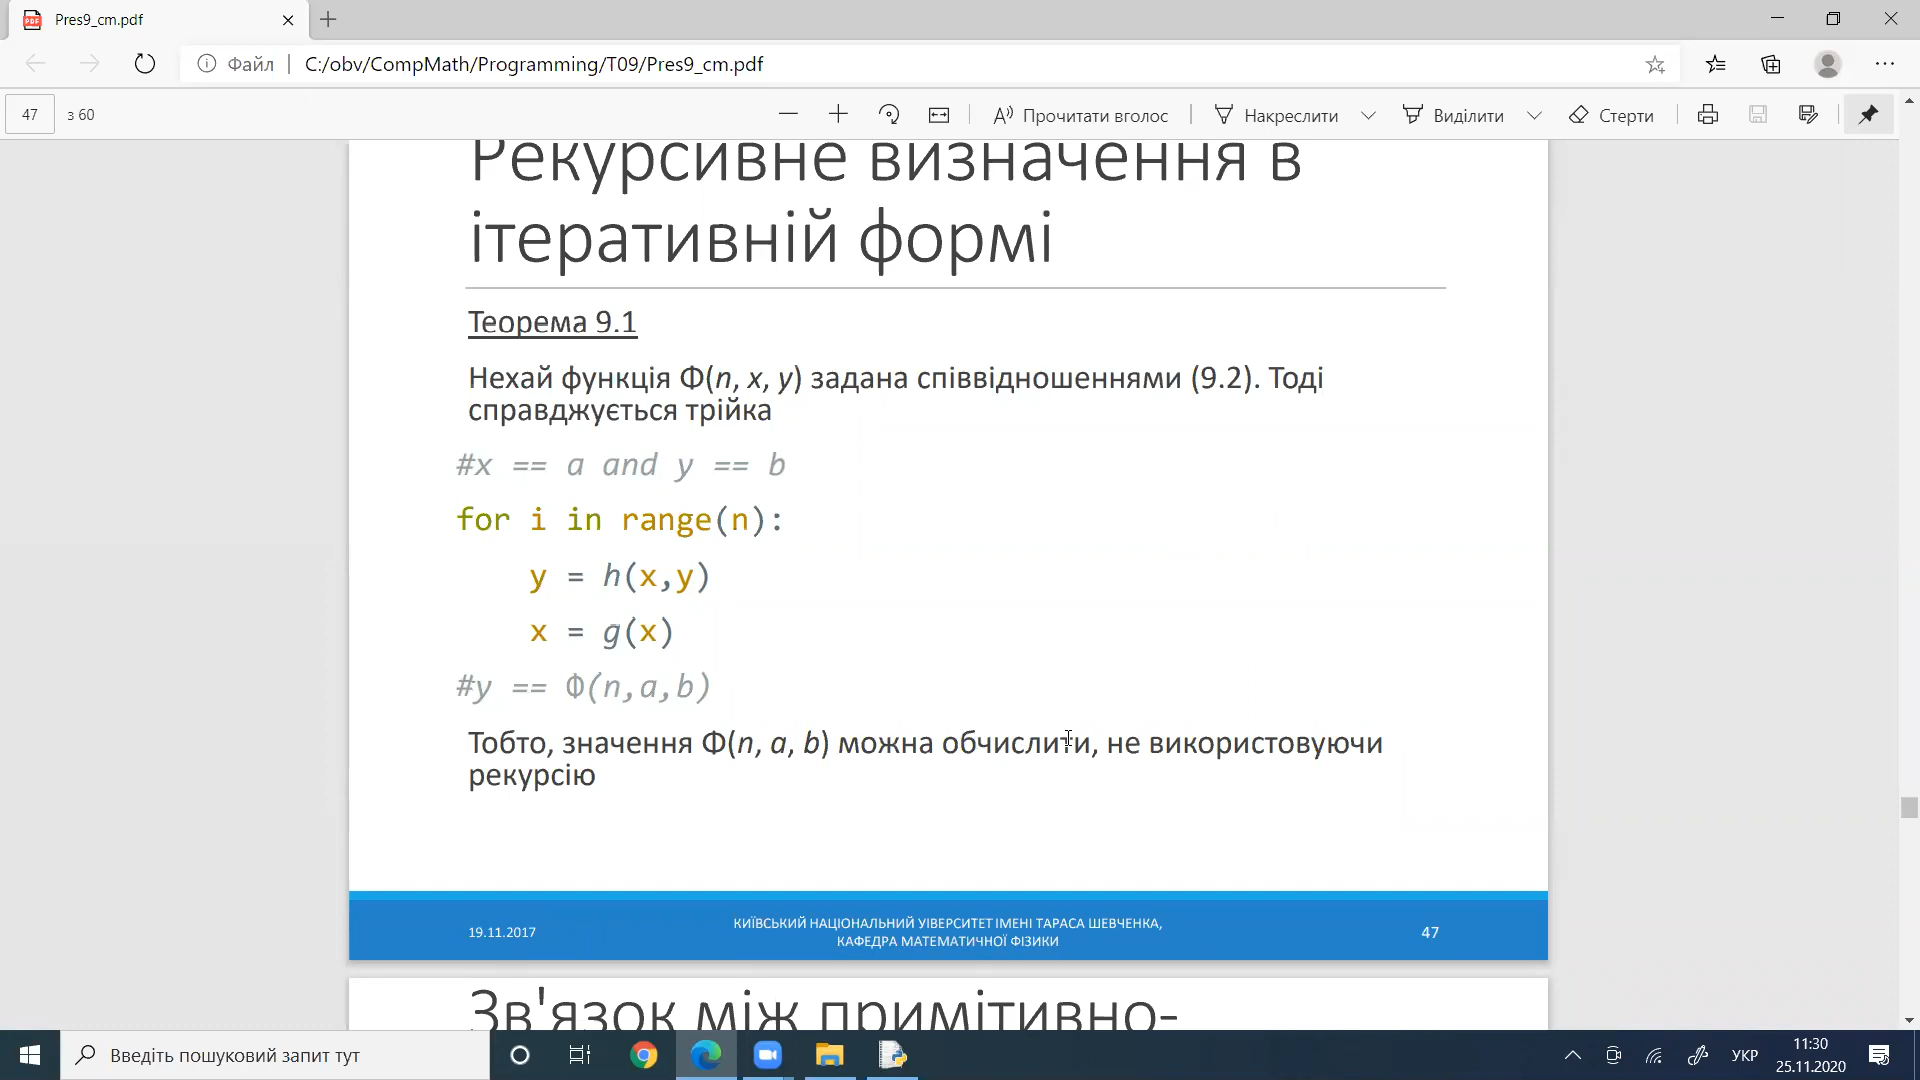 Pres9_cm.pdf
Файл
C:/obv/CompMath/Programming/T09/Pres9_cm.pdf
47
з 60
Прочитати вголос
Накреслити
Виділити
Стерти
Рекурсивне визначення в
ітеративній формі
Теорема 9.1
Нехай функція Φ(n, x, y) задана співвідношеннями (9.2). Тоді
справджується трійка
#x == a and y == b
for i in range(n):
y = h(x,y)
x = g(x)
#y == Φ(n,a,b)
Тобто, значення Φ(n, a, b) можна обчислити, не використовуючи
рекурсію
19.11.2017
КИЇВСЬКИЙ НАЦІОНАЛЬНИЙ УІВЕРСИТЕТ ІМЕНІ ТАРАСА ШЕВЧЕНКА,
КАФЕДРА МАТЕМАТИЧНОЇ ФІЗИКИ
47
Зв'язок між примітивно-
Введіть пошуковий запит тут
УКР
11:30
25.11.2020